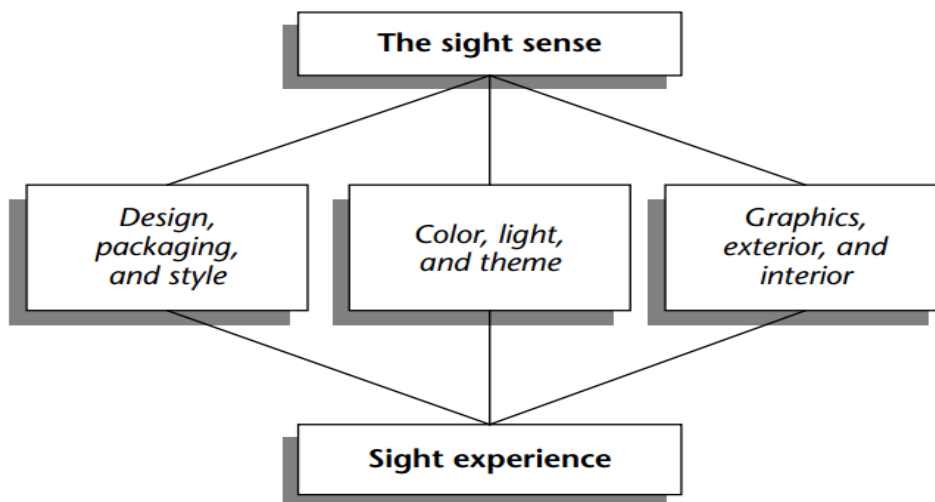 The sight sense
Design,
packaging,
and style
Color, light,
and theme
Graphics,
exterior, and
interior
Sight experience